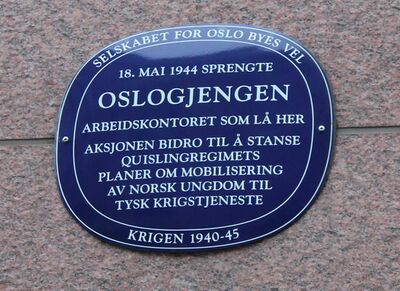 SELSKABET FOR OSLO BYES VEL
18. MAI 1944 SPRENGTE
OSLOGJENGEN
ARBEIDSKONTORET SOM LÅ HER
AKSJONEN BIDRO TIL Å STANSE
QUISLINGREGIMETS
PLANER OM MOBILISERING
AV NORSK UNGDOM TIL
TYSK KRIGSTJENESTE
KRIGEN 1940-45